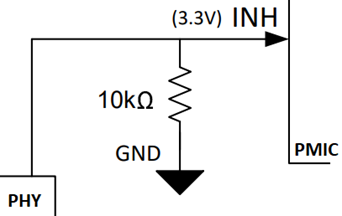 (3.3V) INH
10kΩ
GND
PMIC
PHY